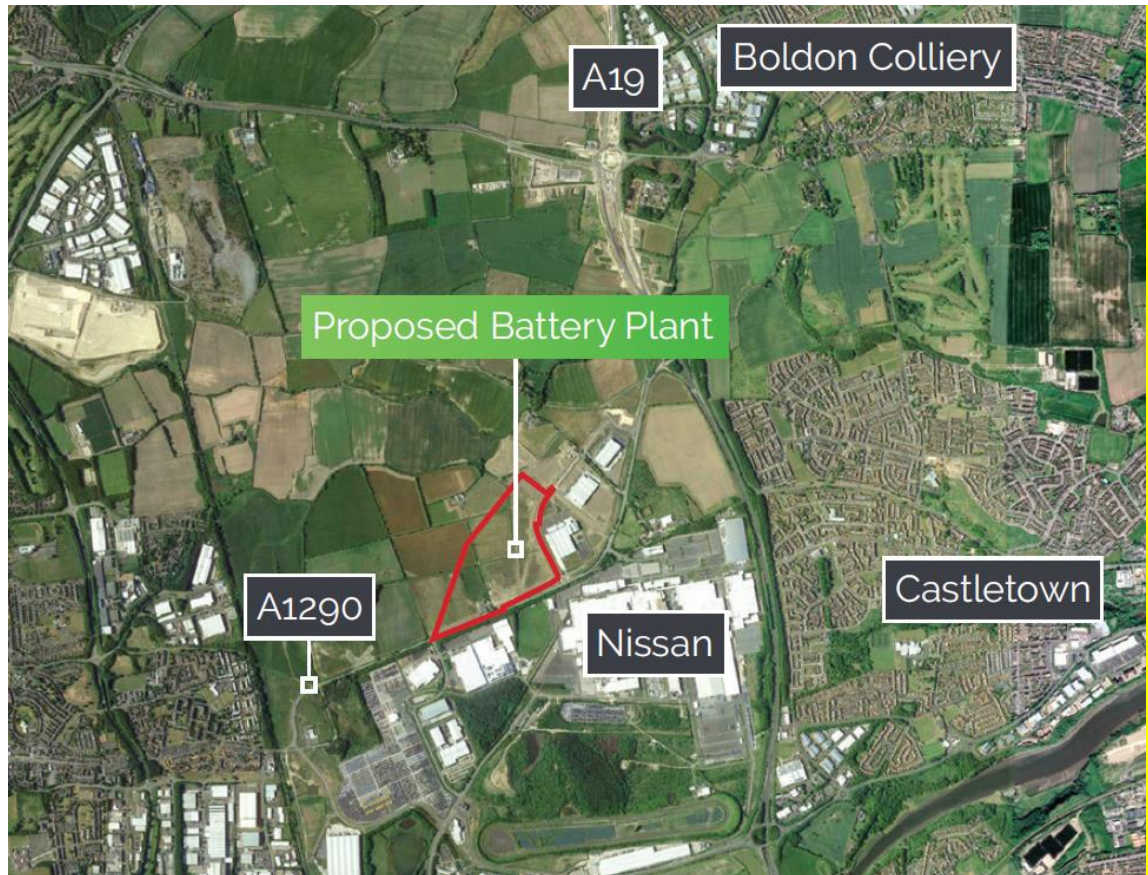 A19
Boldon Colliery
Proposed Battery Plant
A1290
Castletown
Nissan